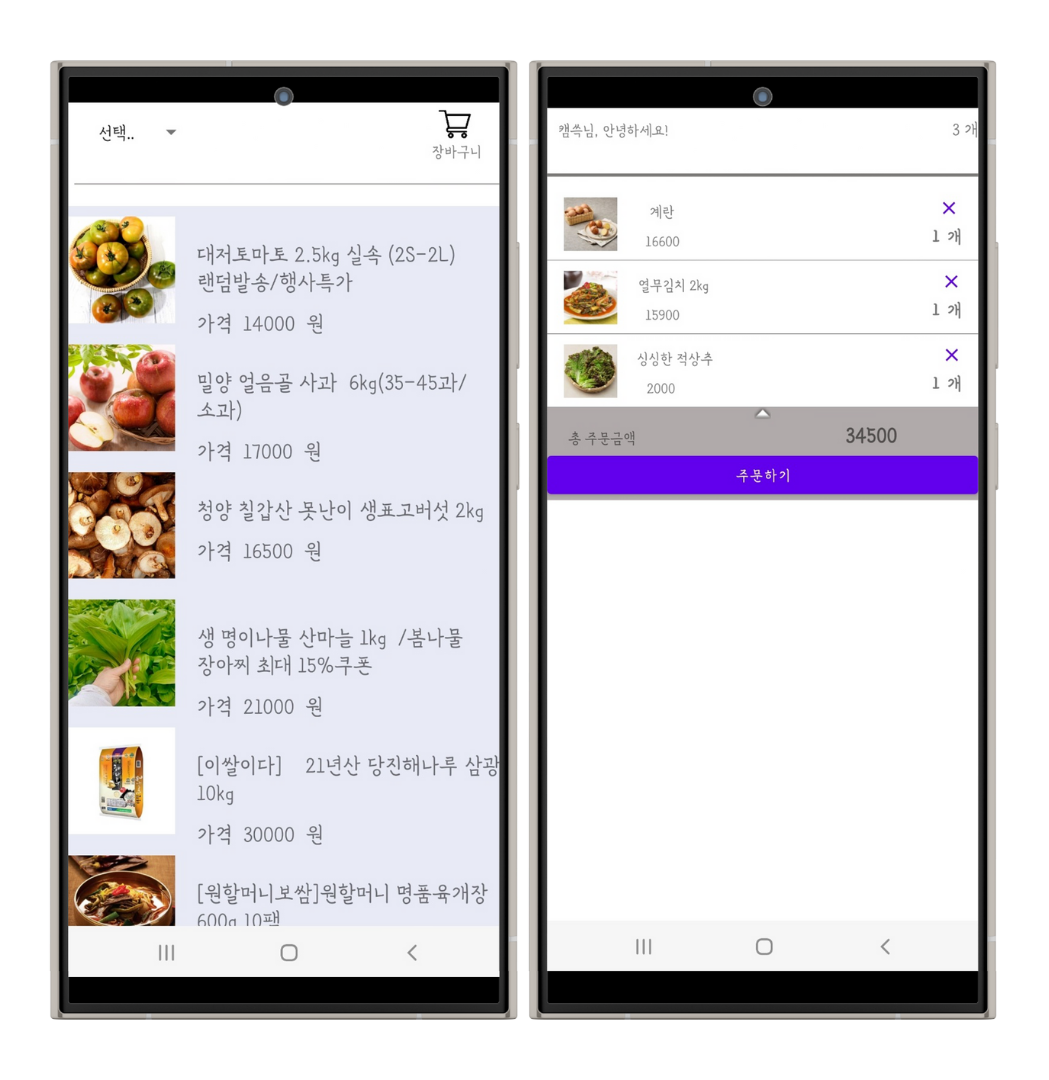 선택..
장바구니
대저토마토 2.5kg 실속 (2S-2L)
랜덤발송/행사특가
가격 14000 원
밀양 얼음골 사과 6kg(35-45과/
소과)
가격 17000 원
청양 칠갑산 못난이 생표고버섯 2kg
가격 16500 원
생 명이나물 산마늘 1kg /봄나물
장아찌 최대 15%쿠폰
가격 21000 원
[이쌀이다] 21년산 당진해나루 삼광
10kg
가격 30000 원
[원할머니보쌈]원할머니 명품육개장
600g 10팩
캡쓱님, 안녕하세요!
3 개
계란
16600
1 개
열무김치 2kg
15900
1 개
싱싱한 적상추
2000
1 개
총 주문금액
34500
주문하기